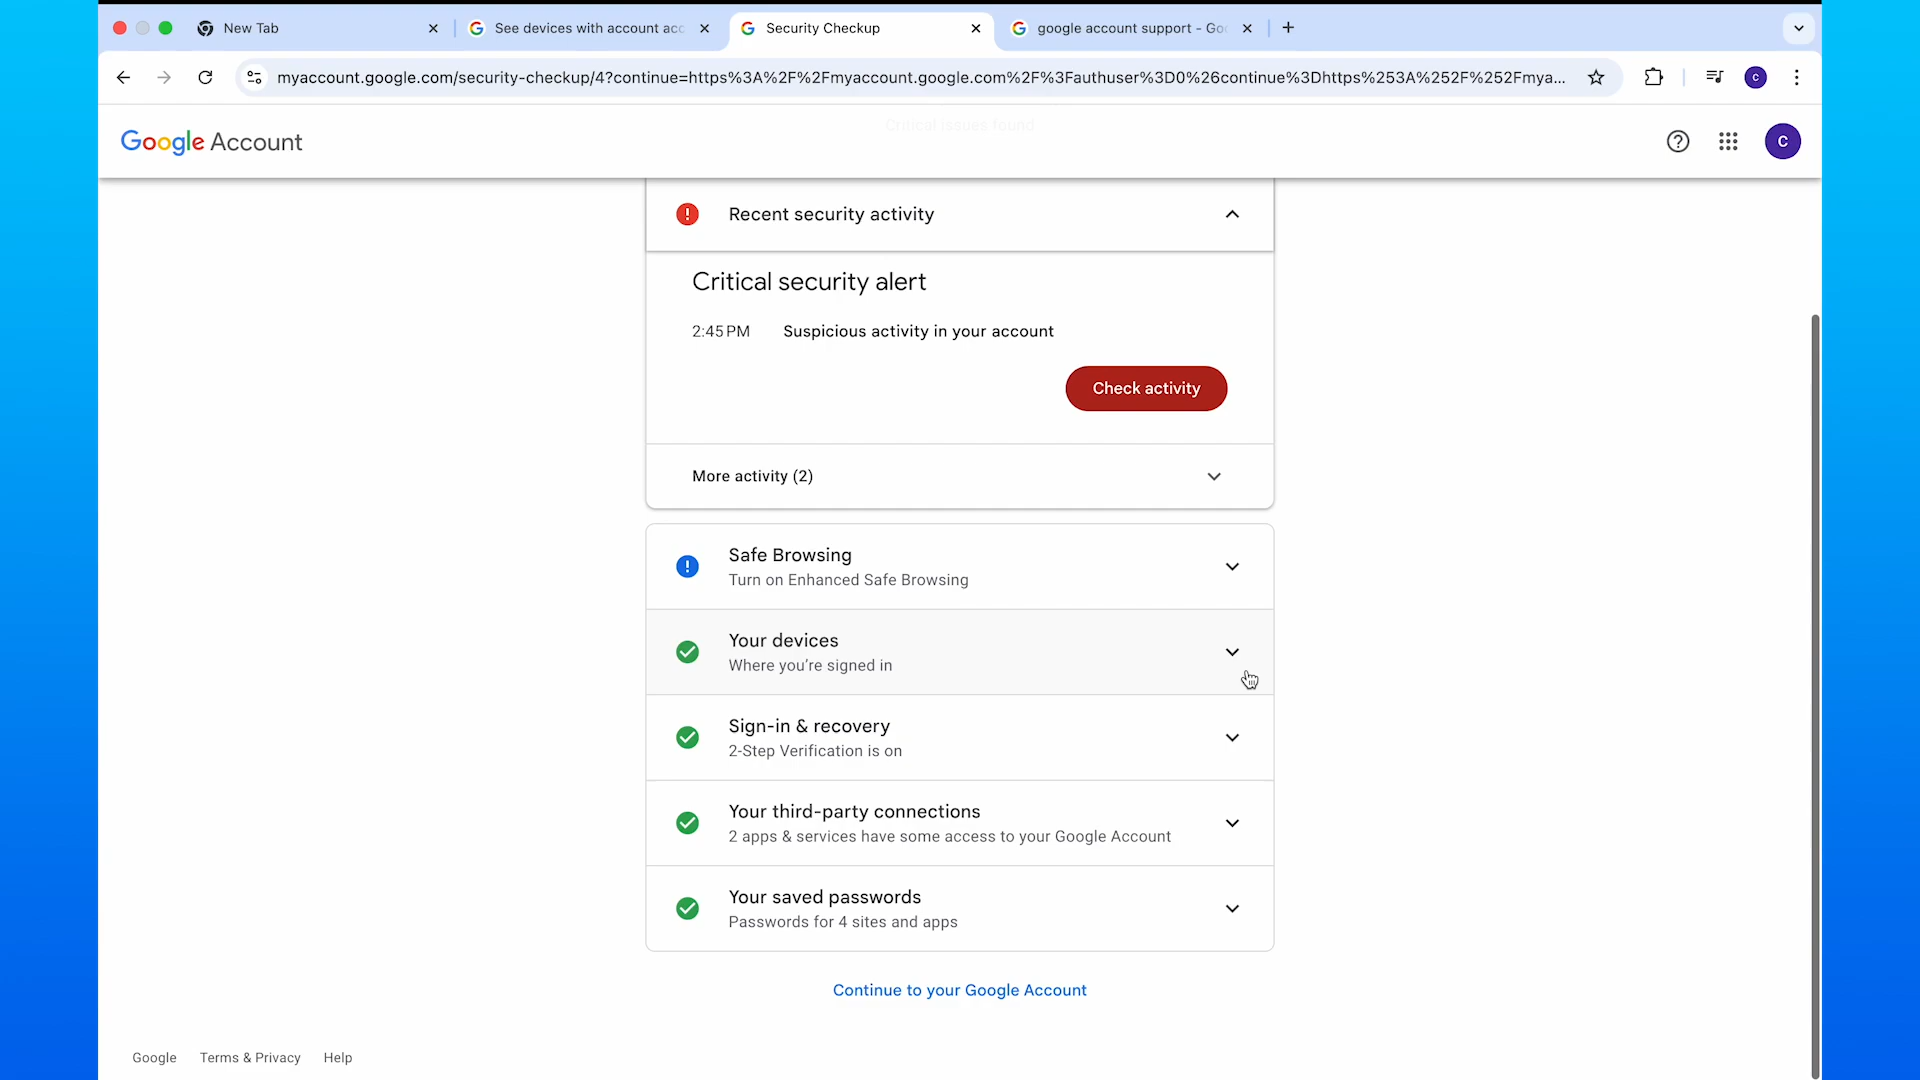 New Tab
See devices with account acc
Security Checkup
google account support - Go
myaccount.google.com/security-checkup/4?continue=https%3A%2F%2Fmyaccount.google.com%2F%3Fauthuser%3D0%26continue%3Dhttps%253A%252F%252Fmya...
C
Google Account
Critical issues found
C
Recent security activity
Critical security alert
2:45 PM Suspicious activity in your account
Check activity
More activity (2)
Safe Browsing
Turn on Enhanced Safe Browsing
Your devices
Where you're signed in
Sign-in & recovery
2-Step Verification is on
Your third-party connections
2 apps & services have some access to your Google Account
Your saved passwords
Passwords for 4 sites and apps
Continue to your Google Account
Google Terms & Privacy Help